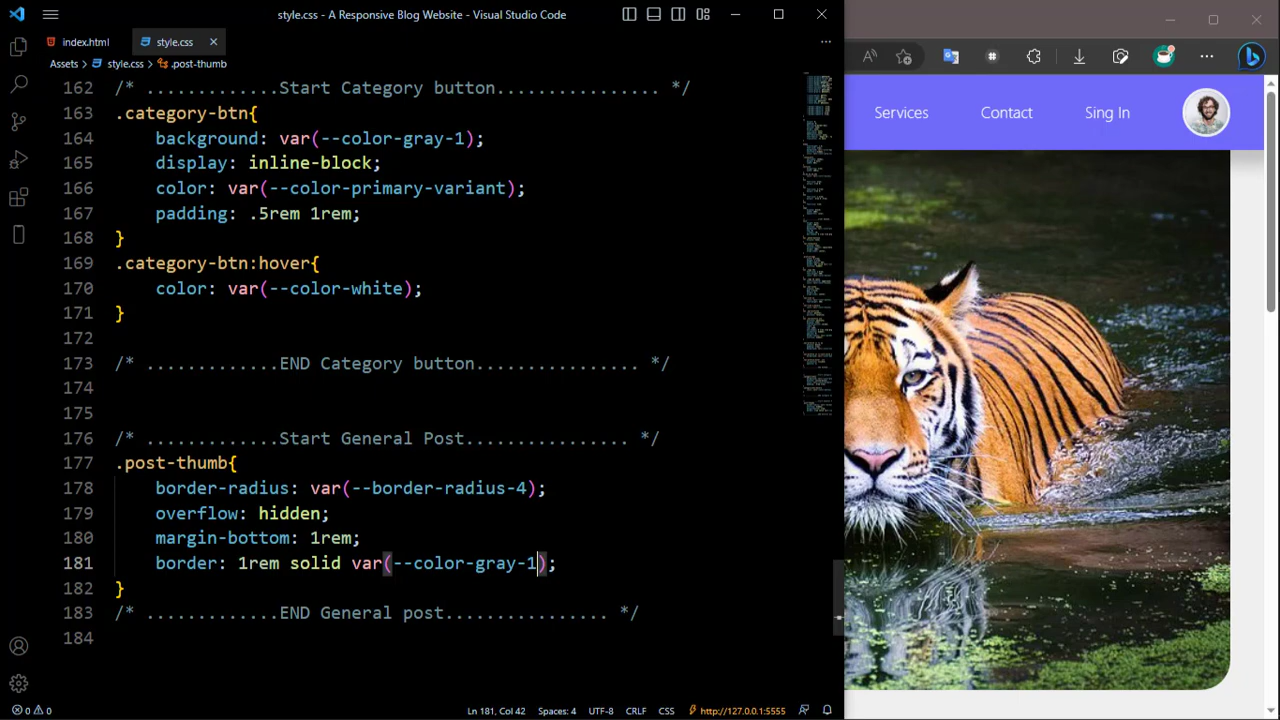 style.css - A Responsive Blog Website - Visual Studio Code
index.html
style.css
Assets > style.css > .post-thumb
Services
Contact
Sing In
162 /* .............Start Category button................ */
163 .category-btn{
164 background: var(--color-gray-1);
165 display: inline-block;
166 color: var(--color-primary-variant);
167 padding: .5rem 1rem;
168 }
169 .category-btn:hover{
170 color: var(--color-white);
171 }
172
173 /* .............END Category button................ */
174
175
176 /* .............Start General Post................ */
177 .post-thumb{
178 border-radius: var(--border-radius-4);
179 overflow: hidden;
180 margin-bottom: 1rem;
181 border: 1rem solid var(--color-gray-1);
182 }
183 /* .............END General post................ */
184
0 0 Ln 181, Col 42 Spaces: 4 UTF-8 CRLF CSS http://127.0.0.1:5555